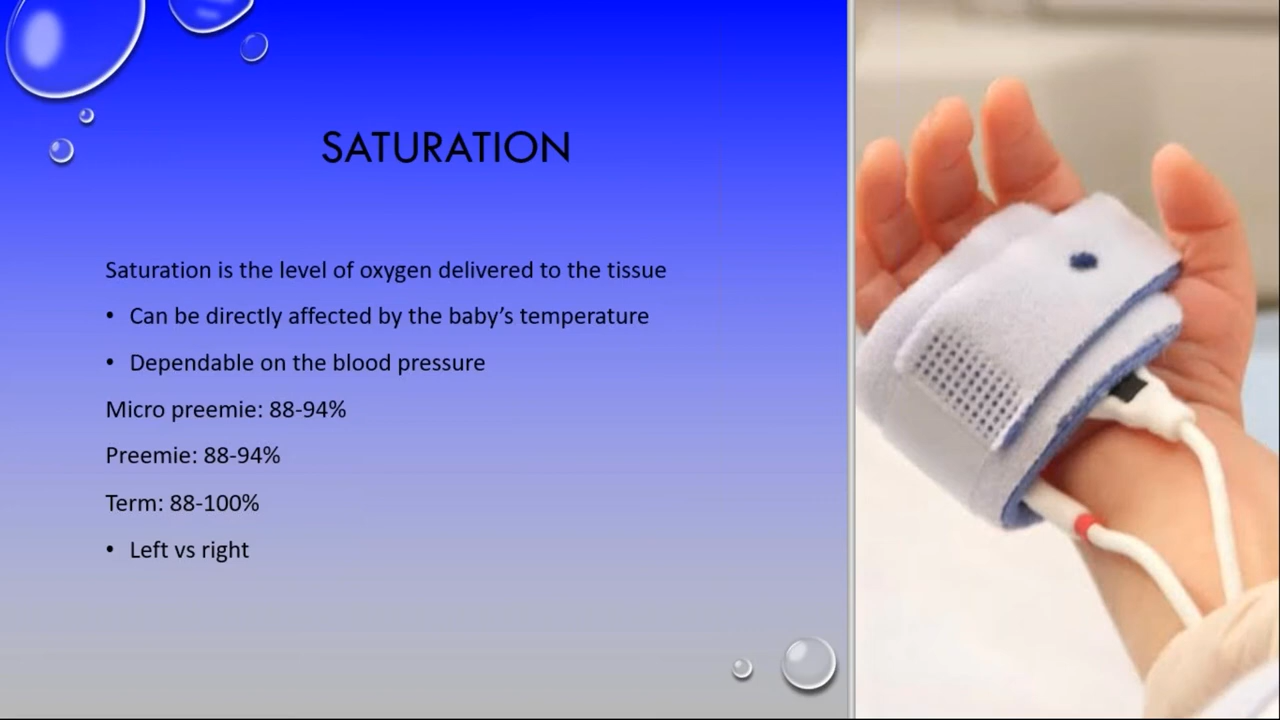 SATURATION
Saturation is the level of oxygen delivered to the tissue
• Can be directly affected by the baby’s temperature
• Dependable on the blood pressure
Micro preemie: 88-94%
Preemie: 88-94%
Term: 88-100%
• Left vs right